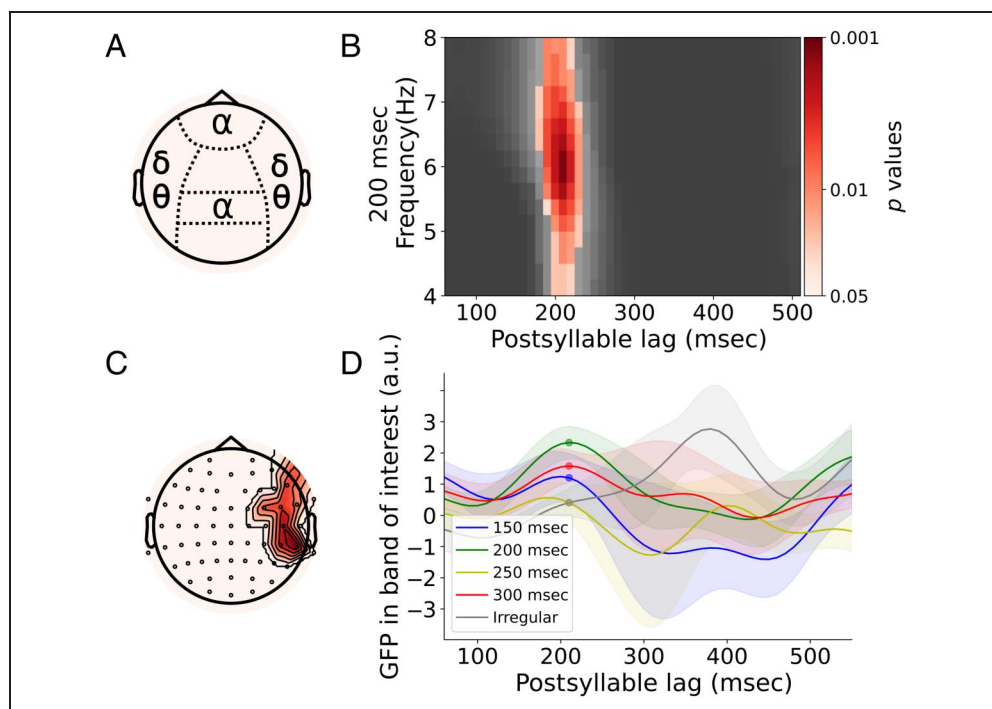 A
α
δ
θ
δ
θ
α
B
200 msec
Frequency(Hz)
8
7
6
5
4
100
200
300
400
500
Postsyllable lag (msec)
0.001
0.01
0.05
p values
C
D
GFP in band of interest (a.u.)
3
2
1
0
−1
−2
−3
150 msec
200 msec
250 msec
300 msec
Irregular
100
200
300
400
500
Postsyllable lag (msec)